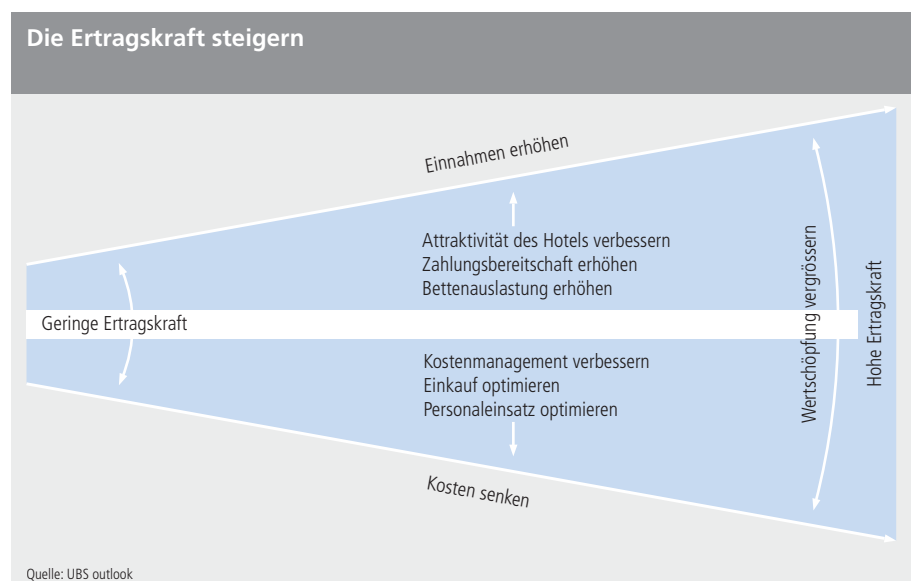 Die Ertragskraft steigern
Einnahmen erhöhen
Attraktivität des Hotels verbessern
Zahlungsbereitschaft erhöhen
Bettenauslastung erhöhen
Geringe Ertragskraft
Kostenmanagement verbessern
Einkauf optimieren
Personaleinsatz optimieren
Kosten senken
Wertschöpfung vergrössern
Hohe Ertragskraft
Quelle: UBS outlook